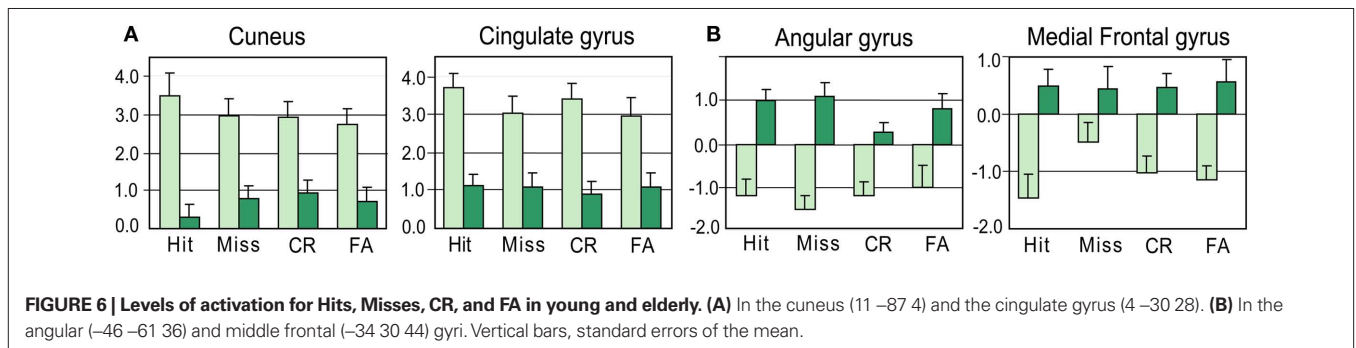 A Cuneus Cingulate gyrus B Angular gyrus Medial Frontal gyrus
4.0
3.0
2.0
1.0
0.0
Hit Miss CR FA
4.0
3.0
2.0
1.0
0.0
Hit Miss CR FA
1.0
0.0
-1.0
-2.0
Hit Miss CR FA
1.0
0.0
-1.0
-2.0
Hit Miss CR FA
FIGURE 6 | Levels of activation for Hits, Misses, CR, and FA in young and elderly. (A) In the cuneus (11 –87 4) and the cingulate gyrus (4 –30 28). (B) In the
angular (–46 –61 36) and middle frontal (–34 30 44) gyri. Vertical bars, standard errors of the mean.